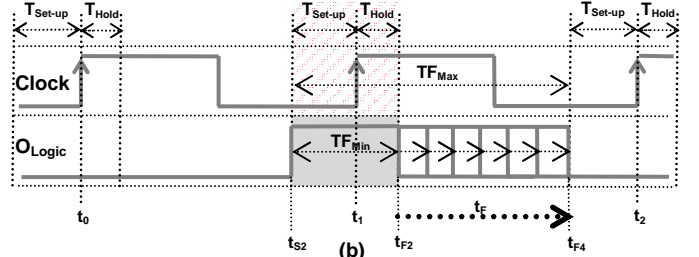 TSet-up THold TSet-up THold TSet-up THold
Clock TFMax
OLogic TFMin
t0 t1 tF t2
tS2 (b) tF2 tF4